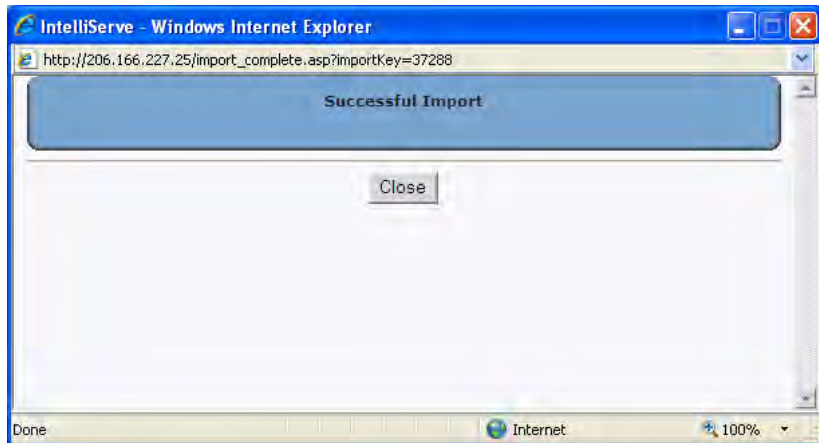 IntelliServe - Windows Internet Explorer
http://206.166.227.25/import_complete.asp?importKey=37288
Successful Import
Close
Done Internet 100%